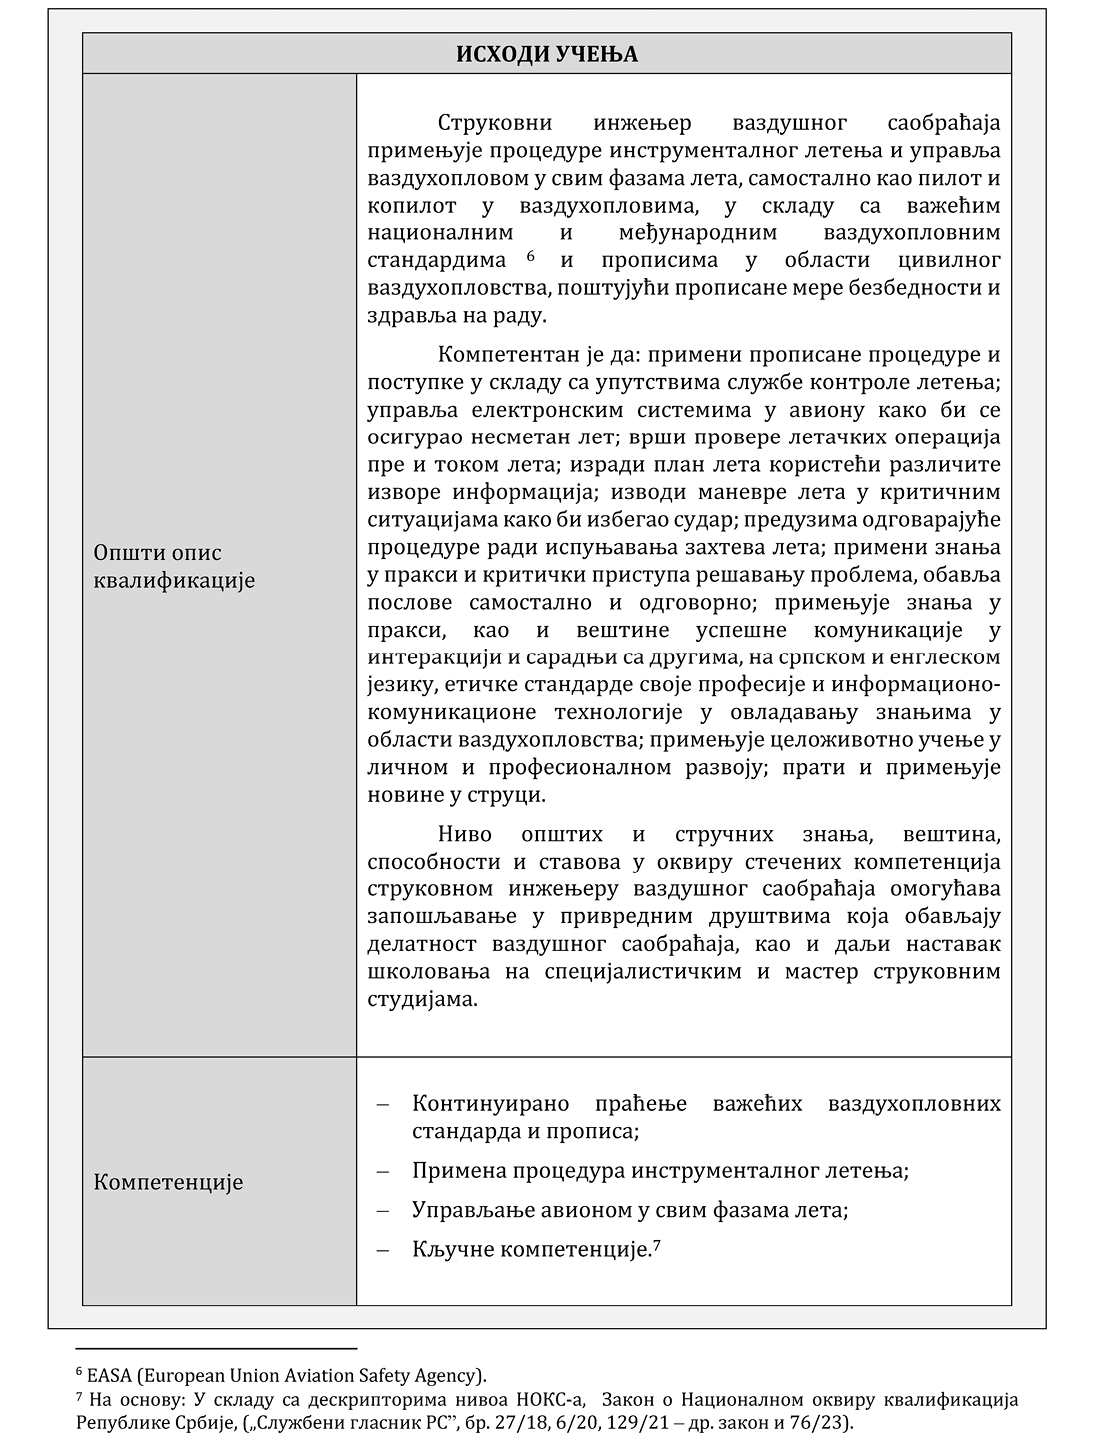 ИСХОДИ УЧЕЊА
Општи опис
квалификације
Струковни инжењер ваздушног саобраћаја
примењује процедуре инструменталног летења и управља
ваздухопловом у свим фазама лета, самостално као пилот и
копилот у ваздухопловима, у складу са важећим
националним и међународним ваздухопловним
стандардима ⁶ и прописима у области цивилног
ваздухопловства, поштујући прописане мере безбедности и
здравља на раду.
Компетентан је да: примени прописане процедуре и
поступке у складу са упутствима службе контроле летења;
управља електронским системима у авиону како би се
осигурао несметан лет; врши провере летачких операција
пре и током лета; изради план лета користећи различите
изворе информација; изводи маневре лета у критичним
ситуацијама како би избегао судар; предузима одговарајуће
процедуре ради испуњавања захтева лета; примени знања
у пракси и критички приступа решавању проблема, обавља
послове самостално и одговорно; примењује знања у
пракси, као и вештине успешне комуникације у
интеракцији и сарадњи са другима, на српском и енглеском
језику, етичке стандарде своје професије и информационо-
комуникационе технологије у овладавању знањима у
области ваздухопловства; примењује целоживотно учење у
личном и професионалном развоју; прати и примењује
новине у струци.
Ниво општих и стручних знања, вештина,
способности и ставова у оквиру стечених компетенција
струковном инжењеру ваздушног саобраћаја омогућава
запошљавање у привредним друштвима која обављају
делатност ваздушног саобраћаја, као и даљи наставак
школовања на специјалистичким и мастер струковним
студијама.
Компетенције
– Континуирано праћење важећих ваздухопловних
стандарда и прописа;
– Примена процедура инструменталног летења;
– Управљање авионом у свим фазама лета;
– Кључне компетенције.⁷
⁶ EASA (European Union Aviation Safety Agency).
⁷ На основу: У складу са дескрипторима нивоа НОКС-а, Закон о Националном оквиру квалификација
Републике Србије, („Службени гласник РС”, бр. 27/18, 6/20, 129/21 – др. закон и 76/23).